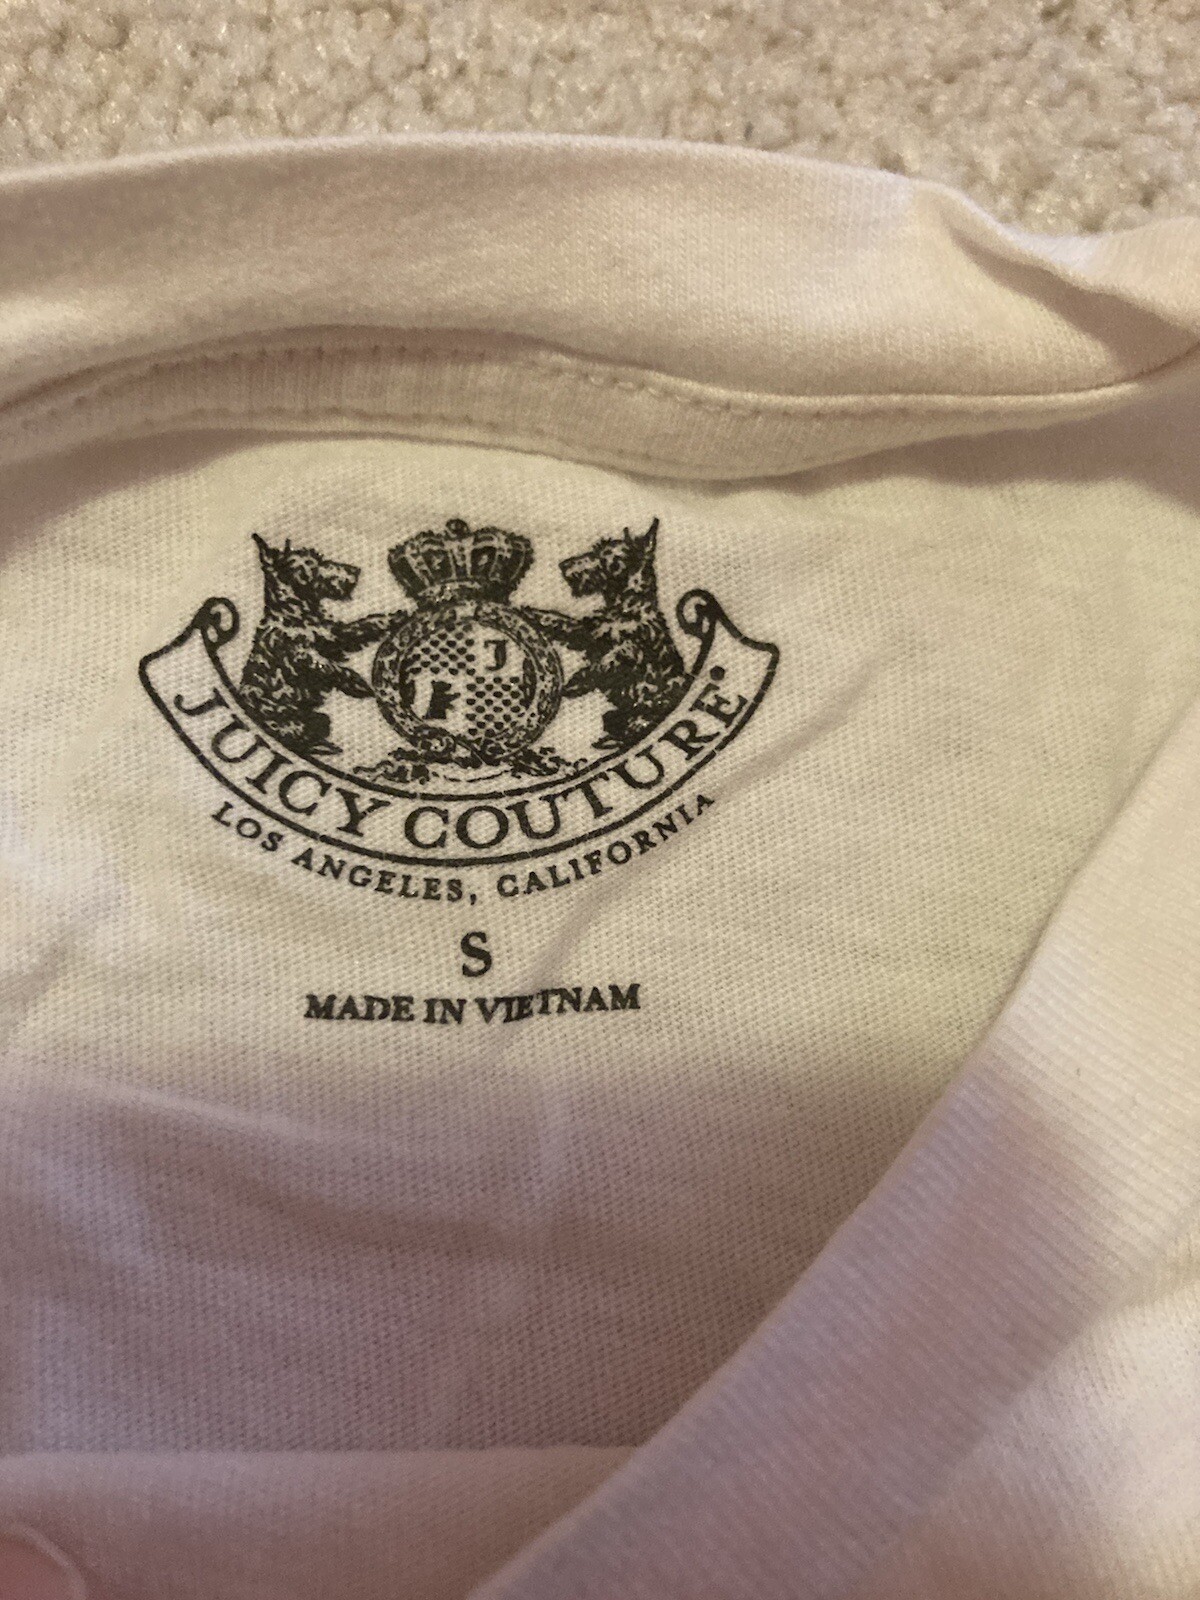 J
JUICY COUTURE
LOS ANGELES, CALIFORNIA
S
MADE IN VIETNAM